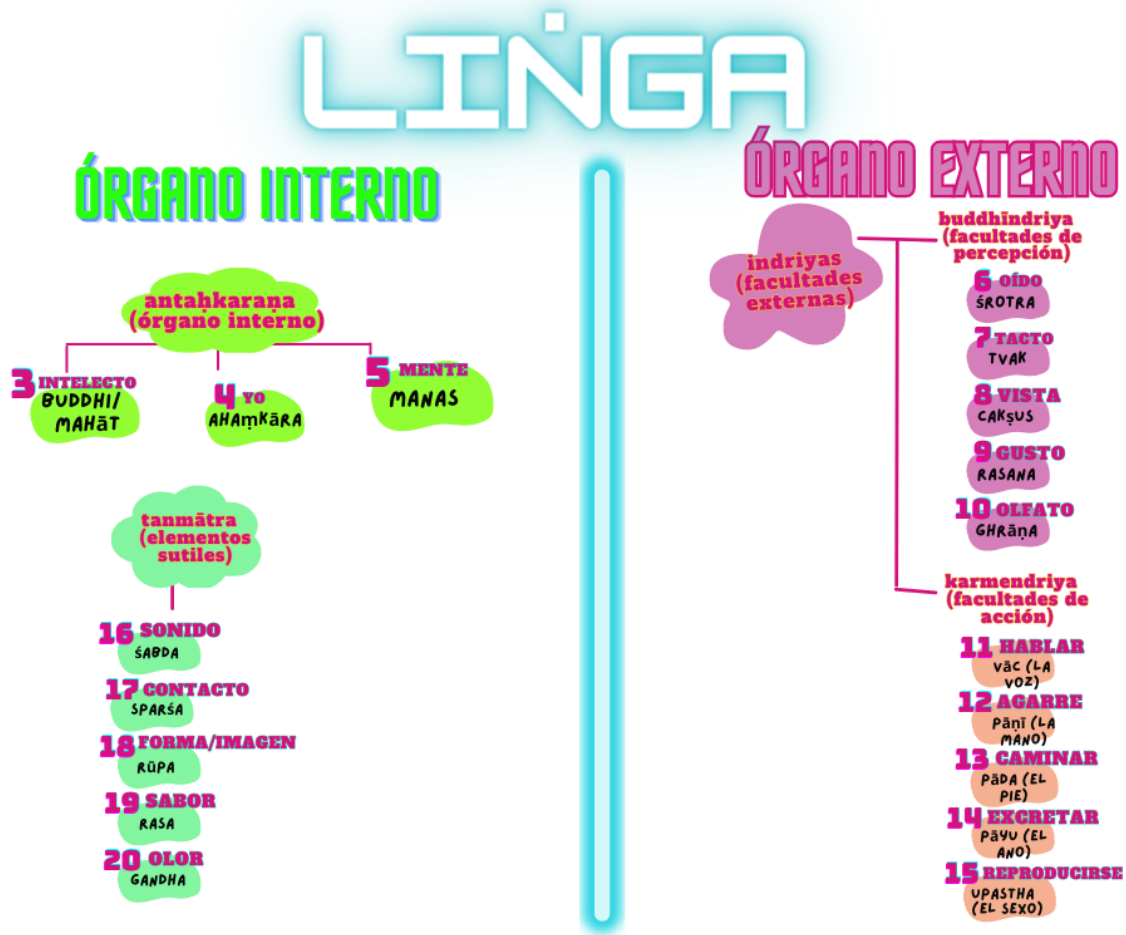 LIṄGA
ÓRGANO INTERNO
antaḥkaraṇa
(órgano interno)
3 INTELECTO
BUDDHI/
MAHāT
4 YO
AHAṃKāRA
5 MENTE
MANAS
tanmātra
(elementos
sutiles)
16 SONIDO
śABDA
17 CONTACTO
SPARśA
18 FORMA/IMAGEN
RūPA
19 SABOR
RASA
20 OLOR
GANDHA
ÓRGANO EXTERNO
indriyas
(facultades
externas)
buddhīndriya
(facultades de
percepción)
6 OÍDO
śROTRA
7 TACTO
TVAK
8 VISTA
CAKṣUS
9 GUSTO
RASANA
10 OLFATO
GHRāṇA
karmendriya
(facultades de
acción)
11 HABLAR
VāC (LA
VOZ)
12 AGARRE
Pāṇī (LA
MANO)
13 CAMINAR
PāDA (EL
PIE)
14 EXCRETAR
PāYU (EL
ANO)
15 REPRODUCIRSE
UPASTHA
(EL SEXO)